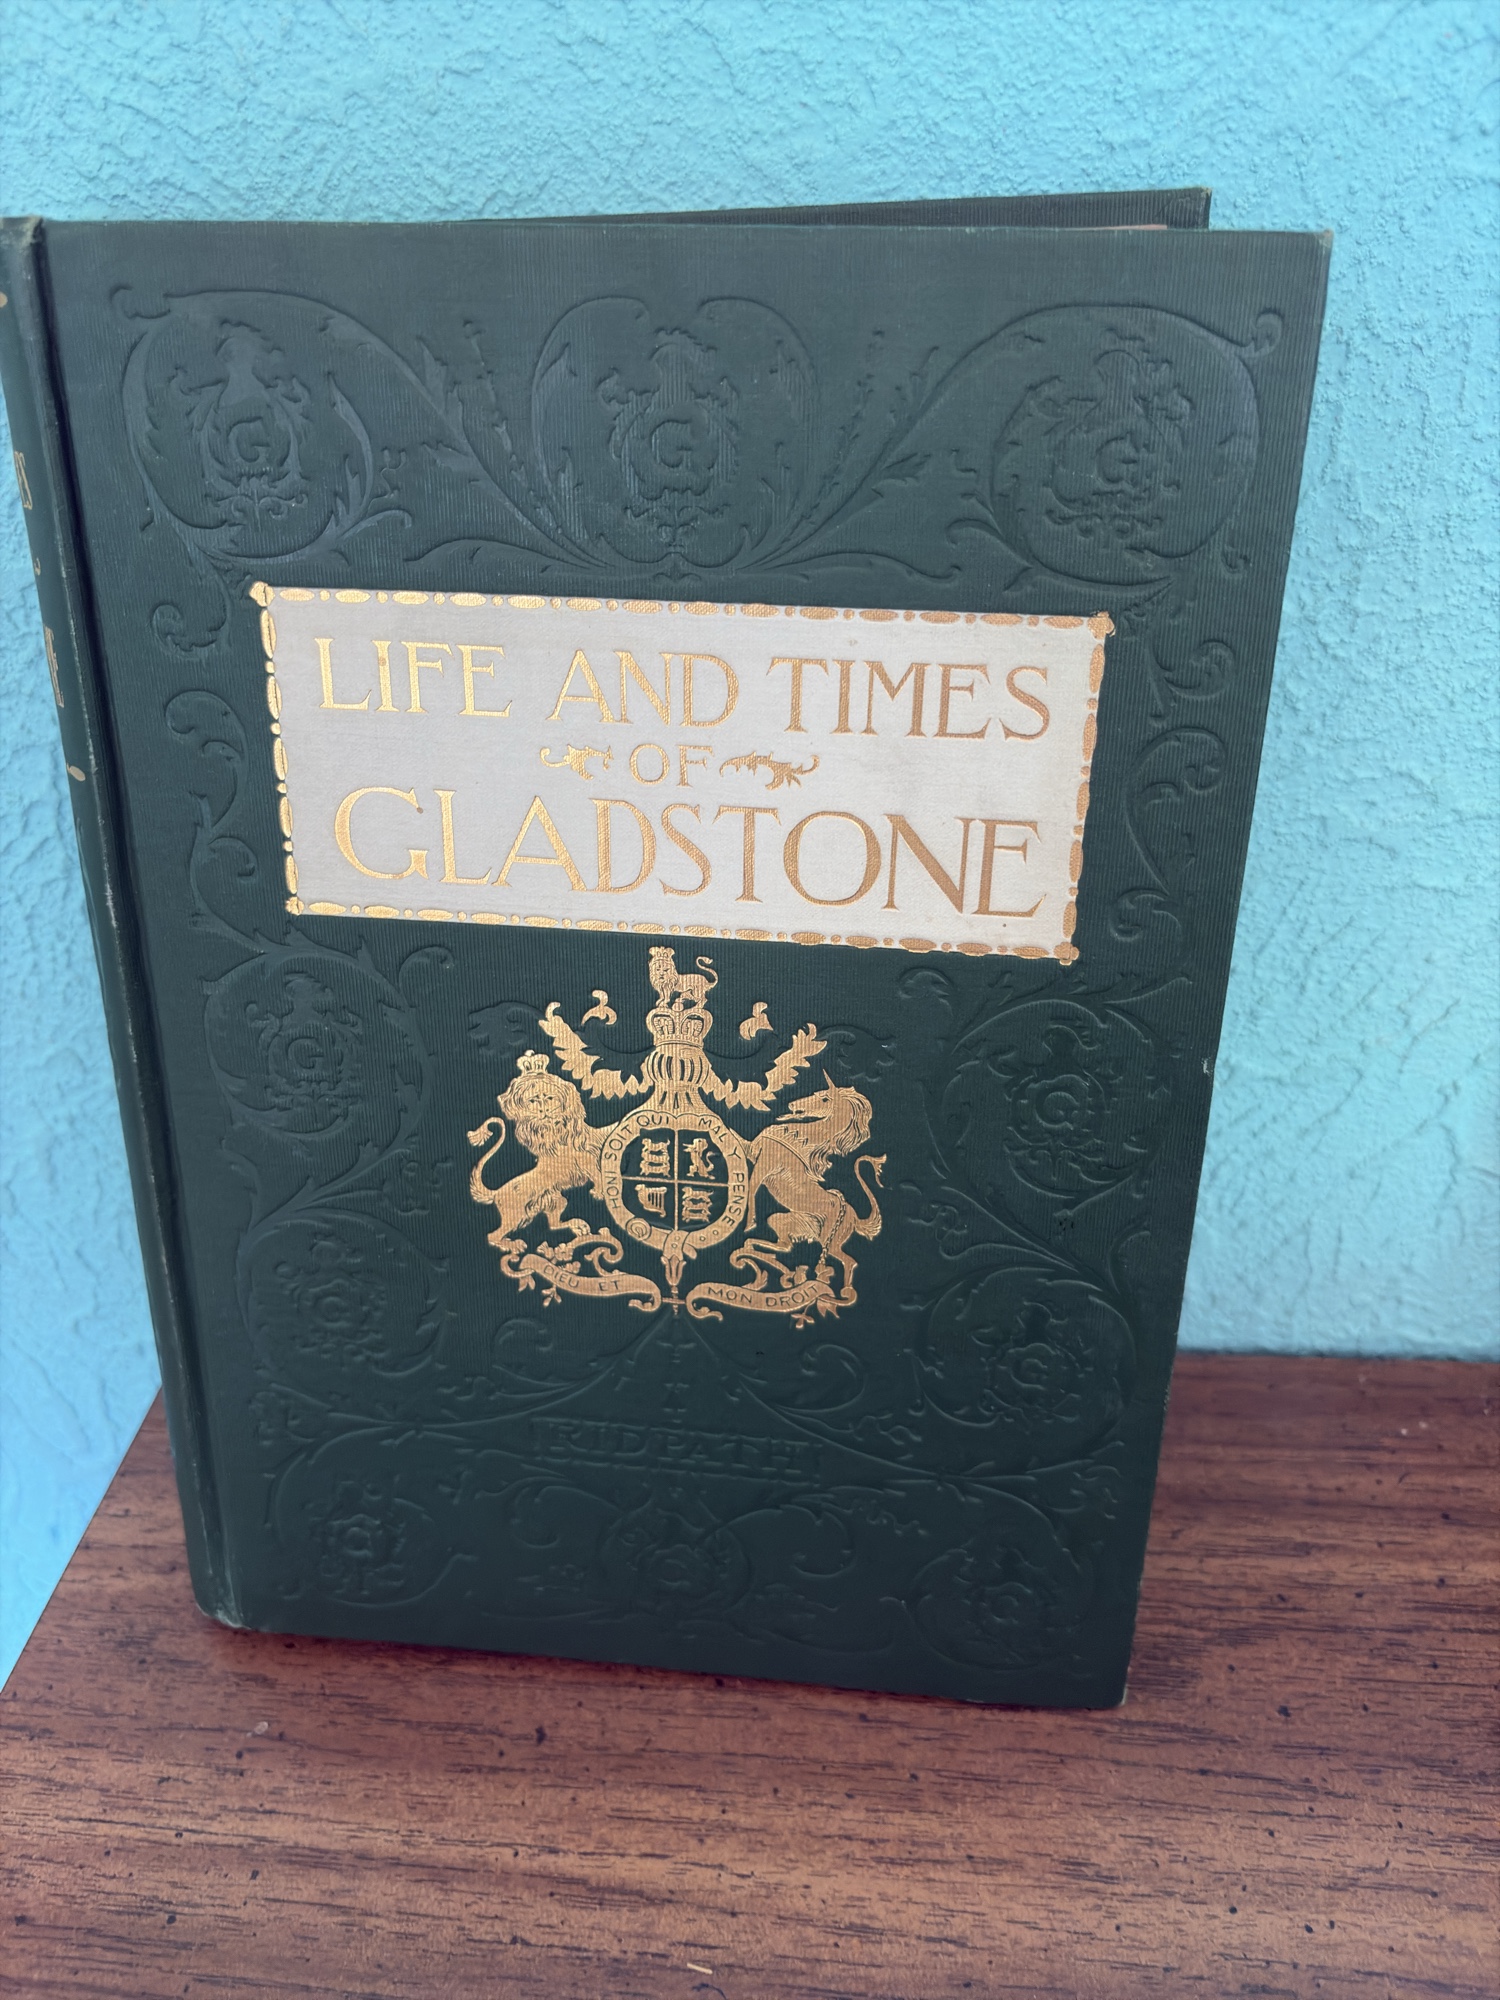 LIFE AND TIMES
OF
GLADSTONE
HONI SOIT QUI MAL Y PENSE
DIEU ET MON DROIT
RIDPATH
G
G
G
G
G
G
G
G